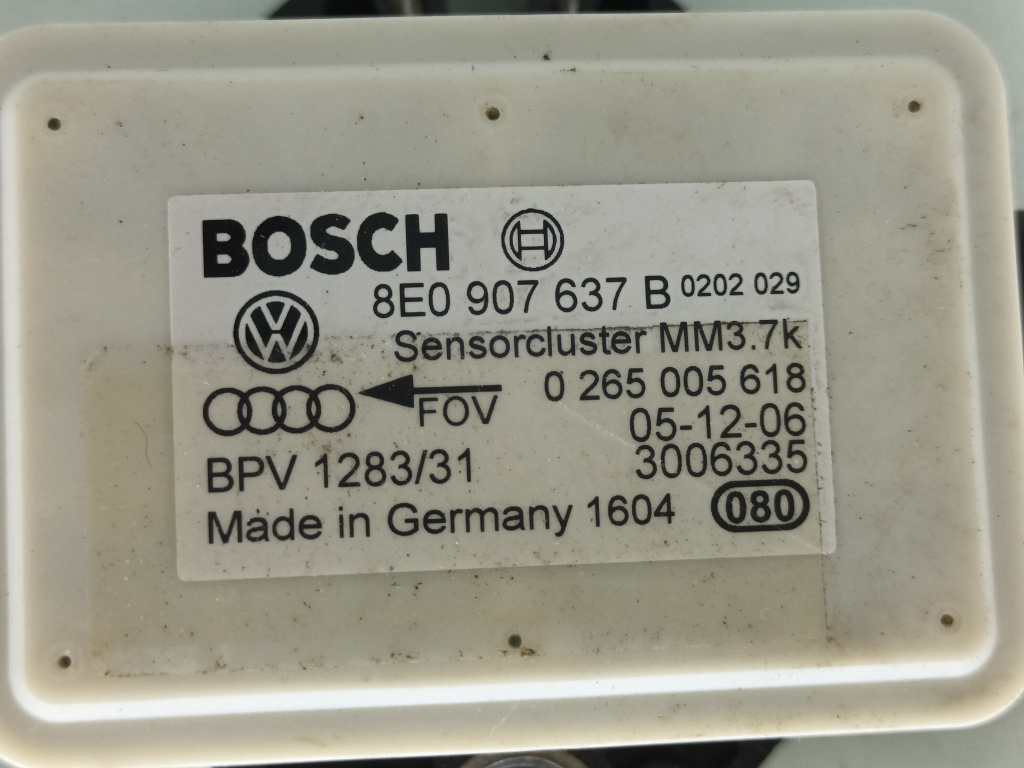 BOSCH
8E0 907 637 B 0202 029
Sensorcluster MM3.7k
0 265 005 618
FOV
05-12-06
BPV 1283/31 3006335
Made in Germany 1604 080